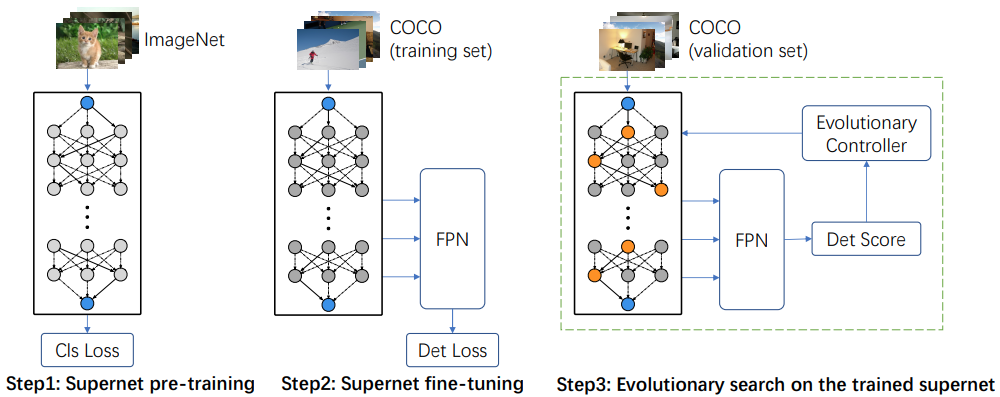 ImageNet
COCO
(training set)
COCO
(validation set)
Evolutionary
Controller
FPN
FPN
Det Score
Cls Loss
Det Loss
Step1: Supernet pre-training
Step2: Supernet fine-tuning
Step3: Evolutionary search on the trained supernet